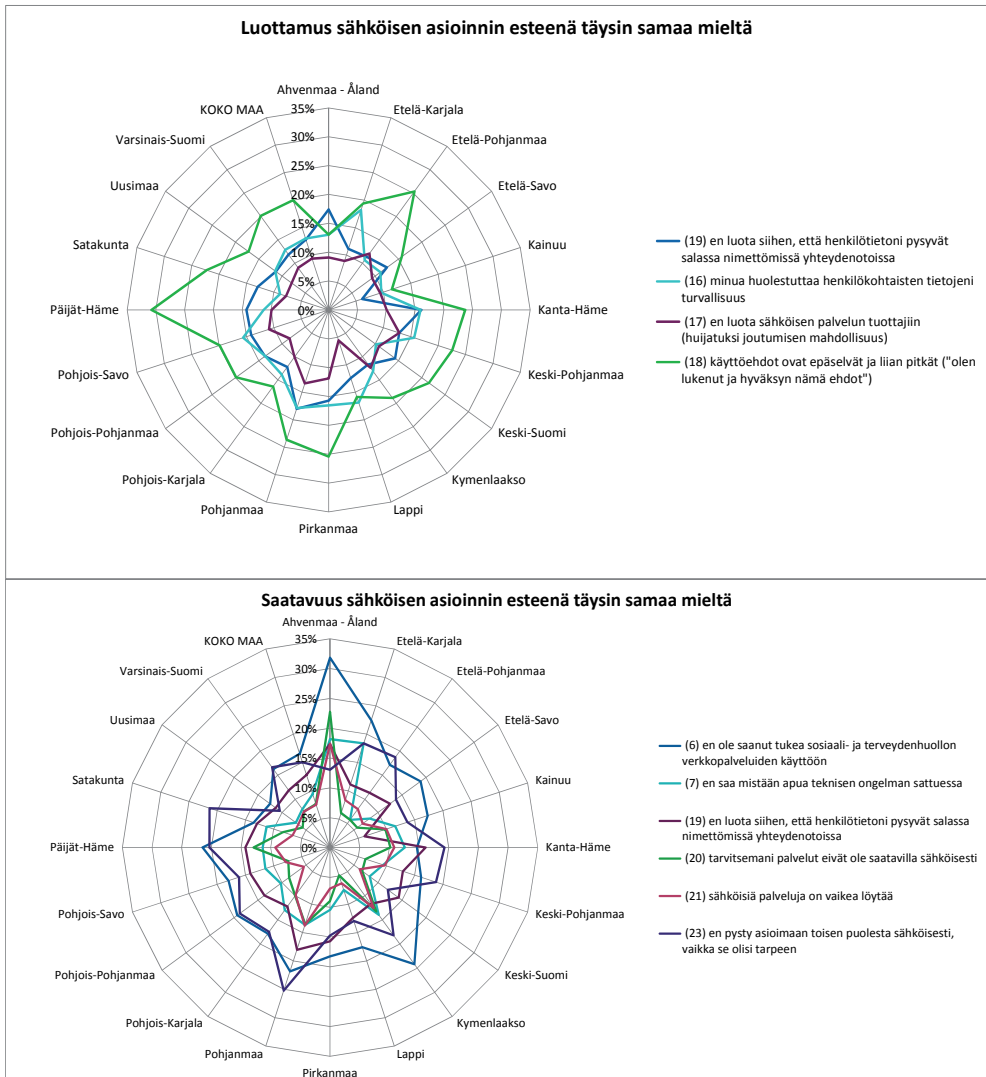 Luottamus sähköisen asioinnin esteenä täysin samaa mieltä
Ahvenmaa - Åland
Etelä-Karjala
Etelä-Pohjanmaa
Etelä-Savo
Kainuu
Kanta-Häme
Keski-Pohjanmaa
Keski-Suomi
Kymenlaakso
Lappi
Pirkanmaa
Pohjanmaa
Pohjois-Karjala
Pohjois-Pohjanmaa
Pohjois-Savo
Päijät-Häme
Satakunta
Uusimaa
Varsinais-Suomi
KOKO MAA
35%
30%
25%
20%
15%
10%
5%
0%
(19) en luota siihen, että henkilötietoni pysyvät
salassa nimettömissä yhteydenotoissa
(16) minua huolestuttaa henkilökohtaisten tietojeni
turvallisuus
(17) en luota sähköisen palvelun tuottajiin
(huijatuksi joutumisen mahdollisuus)
(18) käyttöehdot ovat epäselvät ja liian pitkät ("olen
lukenut ja hyväksyn nämä ehdot")
Saatavuus sähköisen asioinnin esteenä täysin samaa mieltä
Ahvenmaa - Åland
Etelä-Karjala
Etelä-Pohjanmaa
Etelä-Savo
Kainuu
Kanta-Häme
Keski-Pohjanmaa
Keski-Suomi
Kymenlaakso
Lappi
Pirkanmaa
Pohjanmaa
Pohjois-Karjala
Pohjois-Pohjanmaa
Pohjois-Savo
Päijät-Häme
Satakunta
Uusimaa
Varsinais-Suomi
KOKO MAA
35%
30%
25%
20%
15%
10%
5%
0%
(6) en ole saanut tukea sosiaali- ja terveydenhuollon
verkkopalveluiden käyttöön
(7) en saa mistään apua teknisen ongelman sattuessa
(19) en luota siihen, että henkilötietoni pysyvät salassa
nimettömissä yhteydenotoissa
(20) tarvitsemani palvelut eivät ole saatavilla sähköisesti
(21) sähköisiä palveluja on vaikea löytää
(23) en pysty asioimaan toisen puolesta sähköisesti,
vaikka se olisi tarpeen